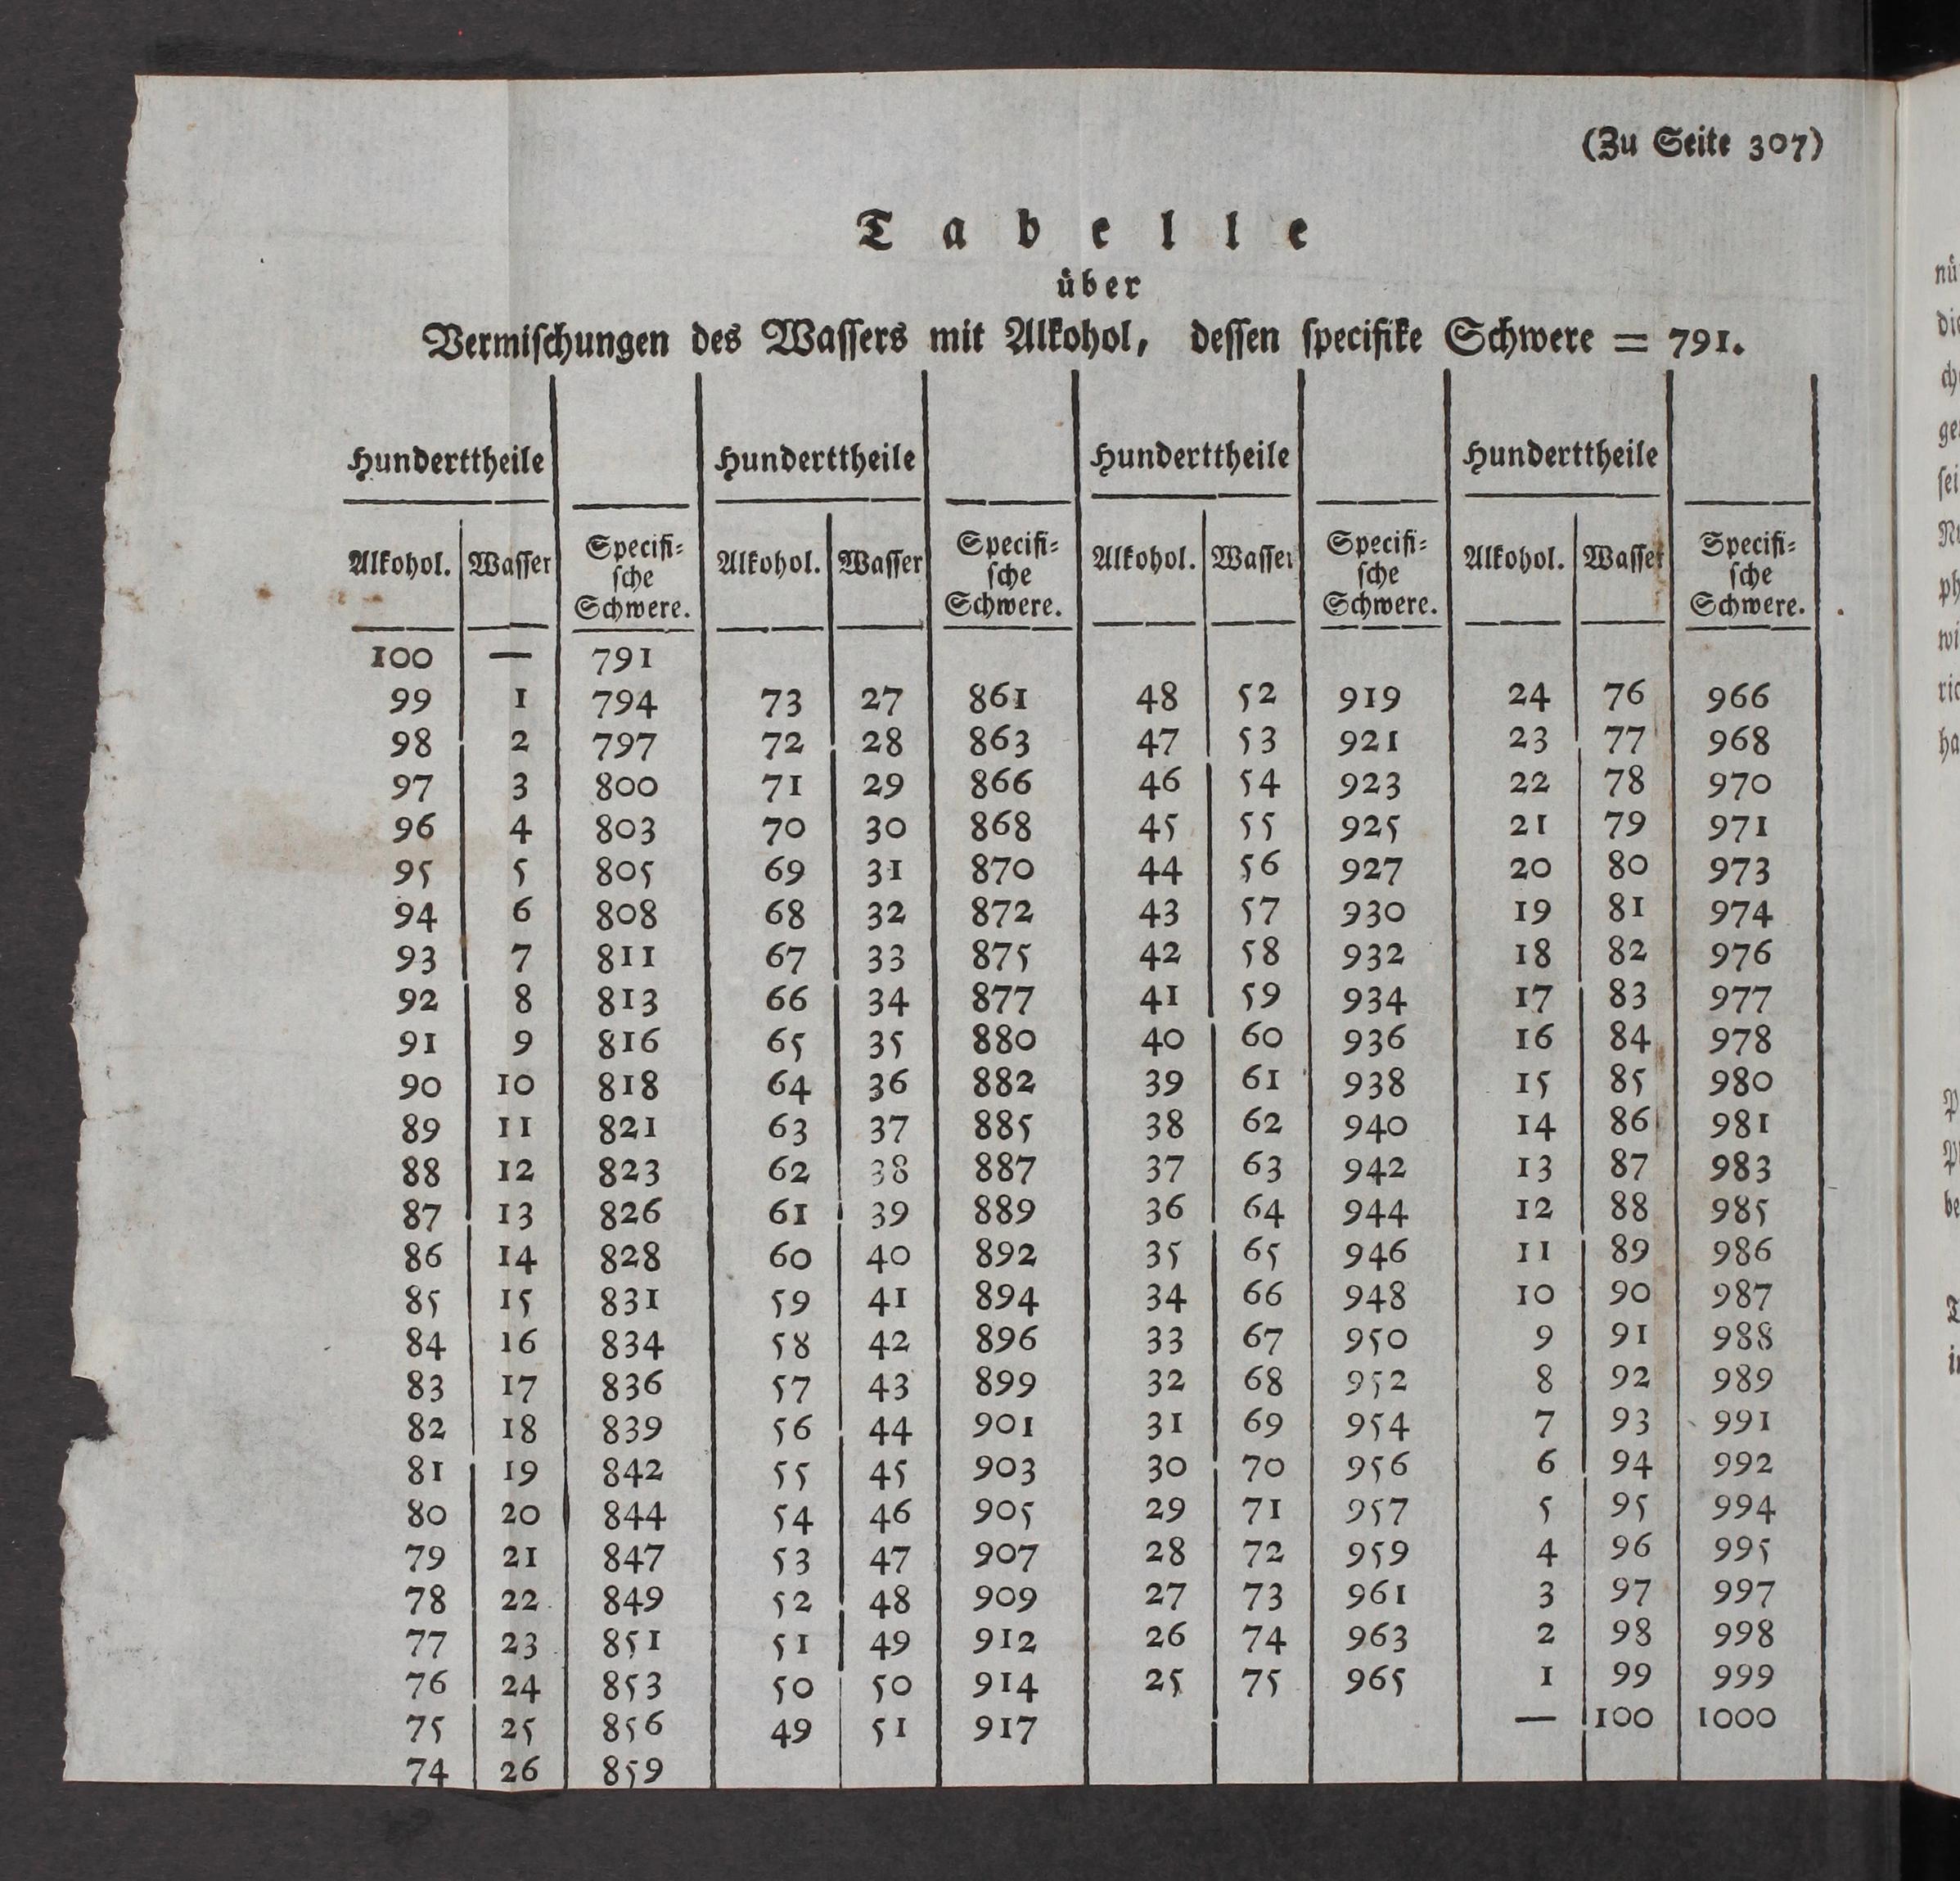 (Zu Seite 307)
Tabelle
über
Vermischungen des Wassers mit Alkohol, dessen specifike Schwere = 791.
Hunderttheile Hunderttheile Hunderttheile Hunderttheile
Alkohol. Wasser Specifi= sche Schwere. Alkohol. Wasser Specifi= sche Schwere. Alkohol. Wasser Specifi= sche Schwere. Alkohol. Wasser Specifi= sche Schwere.
100 — 791
99 1 794 73 27 861 48 52 919 24 76 966
98 2 797 72 28 863 47 53 921 23 77 968
97 3 800 71 29 866 46 54 923 22 78 970
96 4 803 70 30 868 45 55 925 21 79 971
95 5 805 69 31 870 44 56 927 20 80 973
94 6 808 68 32 872 43 57 930 19 81 974
93 7 811 67 33 875 42 58 932 18 82 976
92 8 813 66 34 877 41 59 934 17 83 977
91 9 816 65 35 880 40 60 936 16 84 978
90 10 818 64 36 882 39 61 938 15 85 980
89 11 821 63 37 885 38 62 940 14 86 981
88 12 823 62 38 887 37 63 942 13 87 983
87 13 826 61 39 889 36 64 944 12 88 985
86 14 828 60 40 892 35 65 946 11 89 986
85 15 831 59 41 894 34 66 948 10 90 987
84 16 834 58 42 896 33 67 950 9 91 988
83 17 836 57 43 899 32 68 952 8 92 989
82 18 839 56 44 901 31 69 954 7 93 991
81 19 842 55 45 903 30 70 956 6 94 992
80 20 844 54 46 905 29 71 957 5 95 994
79 21 847 53 47 907 28 72 959 4 96 995
78 22 849 52 48 909 27 73 961 3 97 997
77 23 851 51 49 912 26 74 963 2 98 998
76 24 853 50 50 914 25 75 965 1 99 999
75 25 856 49 51 917 — 100 1000
74 26 859